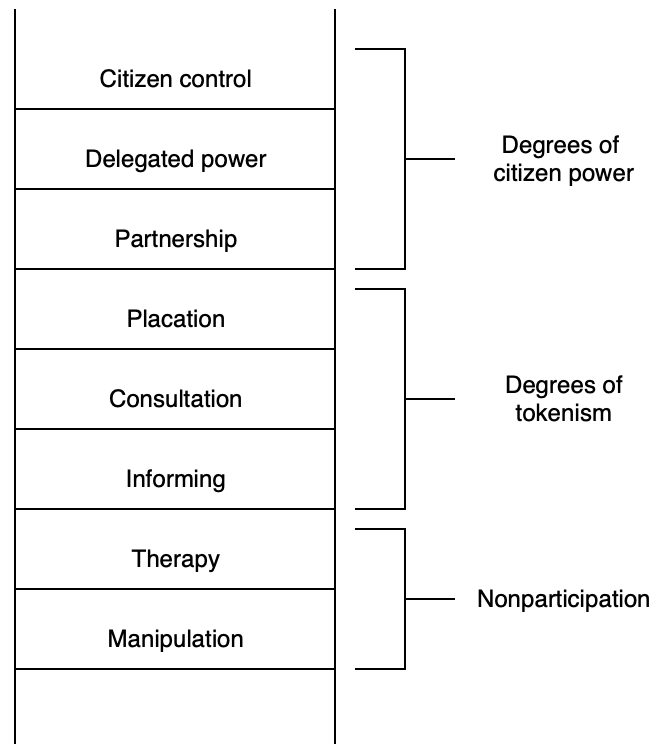 Citizen control
Delegated power
Partnership
Placation
Consultation
Informing
Therapy
Manipulation
Degrees of
citizen power
Degrees of
tokenism
Nonparticipation